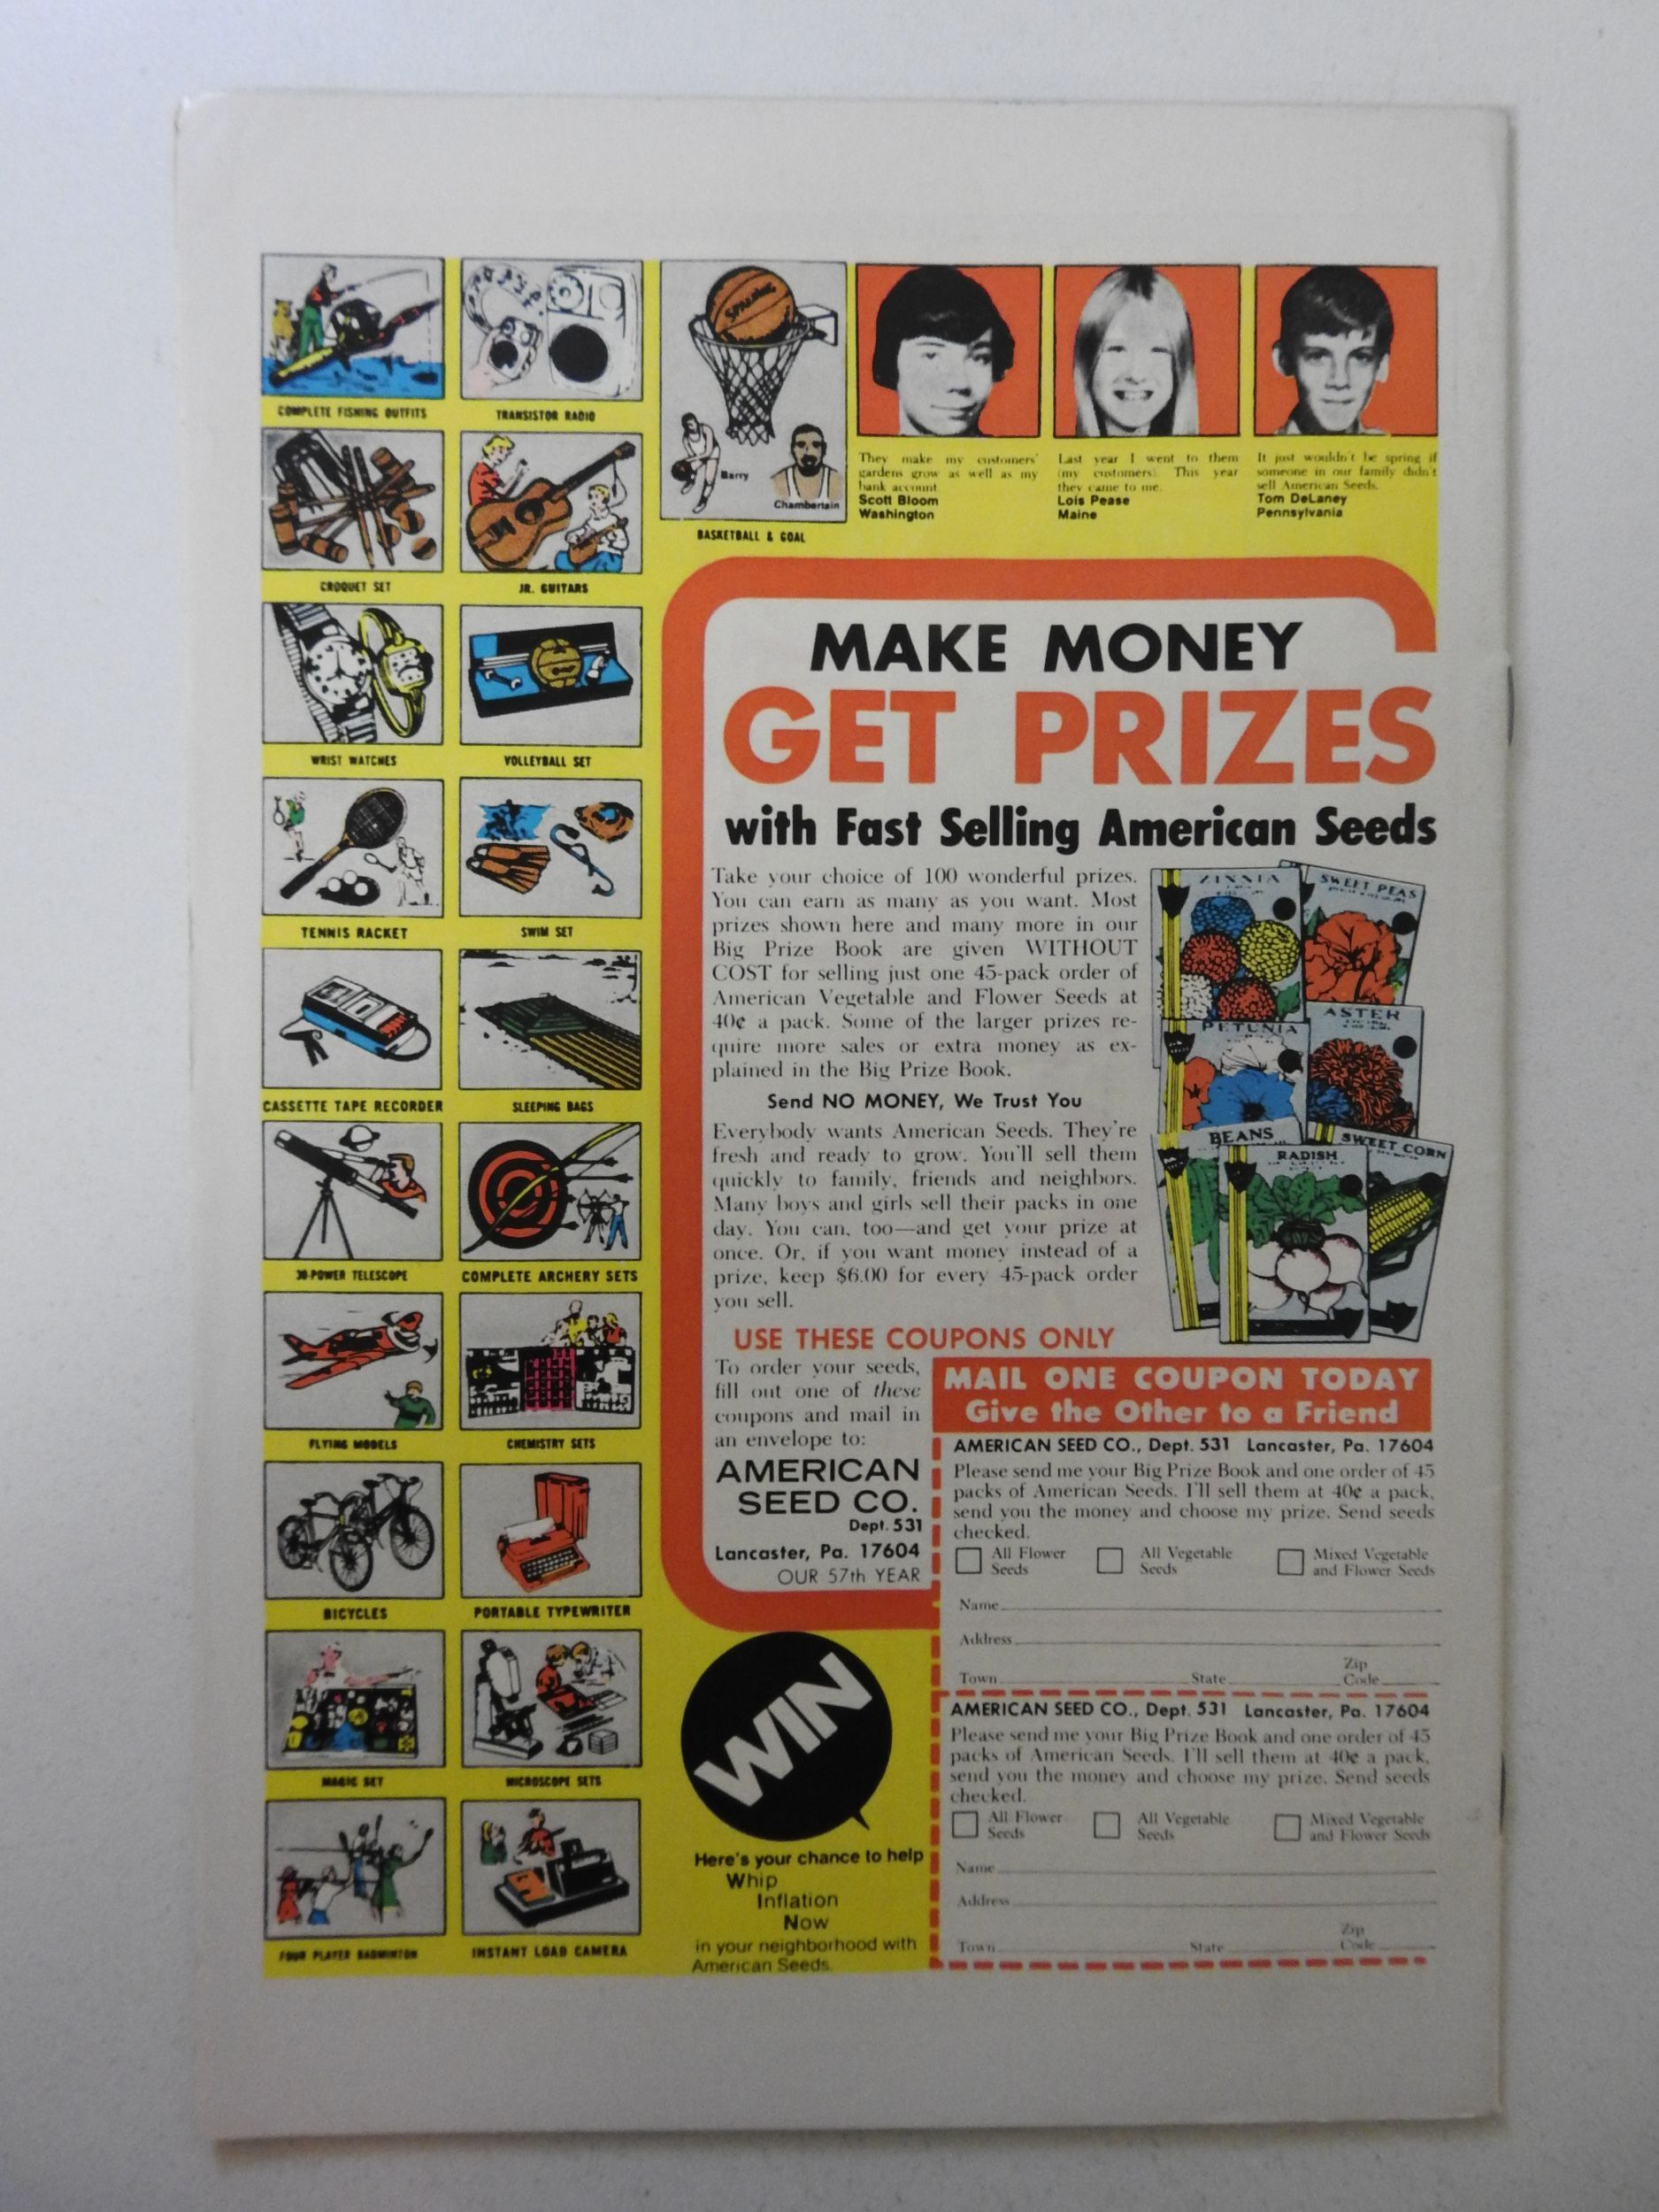 COMPLETE FISHING OUTFITS
TRANSISTOR RADIO
SPALDING
Barry
Chamberlain
BASKETBALL & GOAL
They make my customers'
gardens grow as well as my
bank account.
Scott Bloom
Washington
Last year I went to them
(my customers). This year
they came to me.
Lois Pease
Maine
It just wouldn't be spring if
someone in our family didn't
sell American Seeds.
Tom DeLaney
Pennsylvania
CROQUET SET
JR. GUITARS
WRIST WATCHES
VOLLEYBALL SET
TENNIS RACKET
SWIM SET
CASSETTE TAPE RECORDER
SLEEPING BAGS
30-POWER TELESCOPE
COMPLETE ARCHERY SETS
FLYING MODELS
CHEMISTRY SETS
BICYCLES
PORTABLE TYPEWRITER
MAGIC SET
MICROSCOPE SETS
FOUR PLAYER BADMINTON
INSTANT LOAD CAMERA
MAKE MONEY
GET PRIZES
with Fast Selling American Seeds
Take your choice of 100 wonderful prizes.
You can earn as many as you want. Most
prizes shown here and many more in our
Big Prize Book are given WITHOUT
COST for selling just one 45-pack order of
American Vegetable and Flower Seeds at
40¢ a pack. Some of the larger prizes re-
quire more sales or extra money as ex-
plained in the Big Prize Book.
Send NO MONEY, We Trust You
Everybody wants American Seeds. They're
fresh and ready to grow. You'll sell them
quickly to family, friends and neighbors.
Many boys and girls sell their packs in one
day. You can, too—and get your prize at
once. Or, if you want money instead of a
prize, keep $6.00 for every 45-pack order
you sell.
ZINNIA
SWEET PEAS
PETUNIA
ASTER
BEANS
RADISH
SWEET CORN
USE THESE COUPONS ONLY
To order your seeds,
fill out one of these
coupons and mail in
an envelope to:
AMERICAN
SEED CO.
Dept. 531
Lancaster, Pa. 17604
OUR 57th YEAR
MAIL ONE COUPON TODAY
Give the Other to a Friend
AMERICAN SEED CO., Dept. 531 Lancaster, Pa. 17604
Please send me your Big Prize Book and one order of 45
packs of American Seeds. I'll sell them at 40¢ a pack,
send you the money and choose my prize. Send seeds
checked.
All Flower Seeds
All Vegetable Seeds
Mixed Vegetable and Flower Seeds
Name
Address
Town State Zip Code
AMERICAN SEED CO., Dept. 531 Lancaster, Pa. 17604
Please send me your Big Prize Book and one order of 45
packs of American Seeds. I'll sell them at 40¢ a pack,
send you the money and choose my prize. Send seeds
checked.
All Flower Seeds
All Vegetable Seeds
Mixed Vegetable and Flower Seeds
Name
Address
Town State Zip Code
WIN
Here's your chance to help
Whip
Inflation
Now
in your neighborhood with
American Seeds.